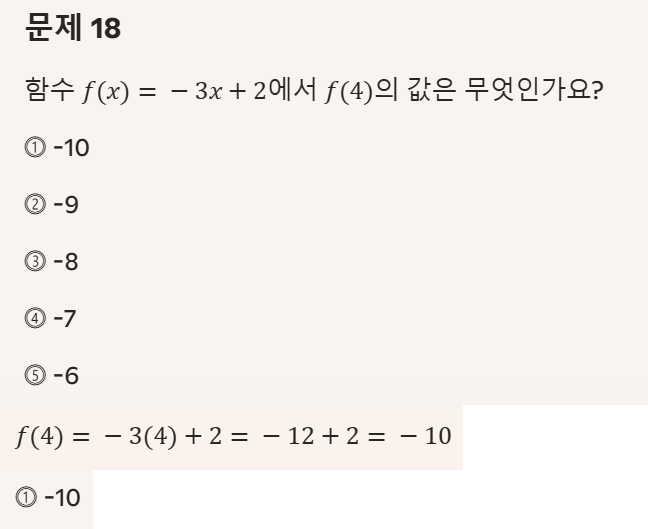 문제 18
함수 f(x) = −3x + 2에서 f(4)의 값은 무엇인가요?
① -10
② -9
③ -8
④ -7
⑤ -6
f(4) = −3(4) + 2 = −12 + 2 = −10
① -10